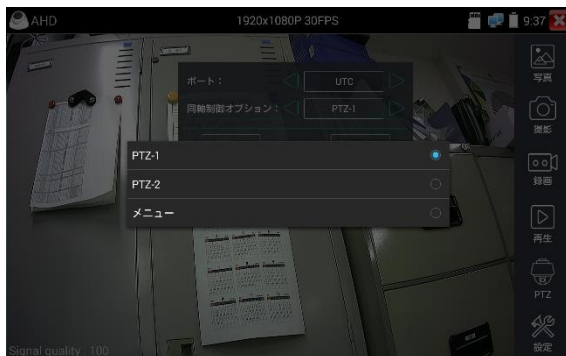 AHD
1920x1080P 30FPS
9:37
ポート：
UTC
同軸制御オプション：
PTZ-1
PTZ-1
PTZ-2
メニュー
写真
撮影
録画
再生
PTZ
設定
Signal quality 100